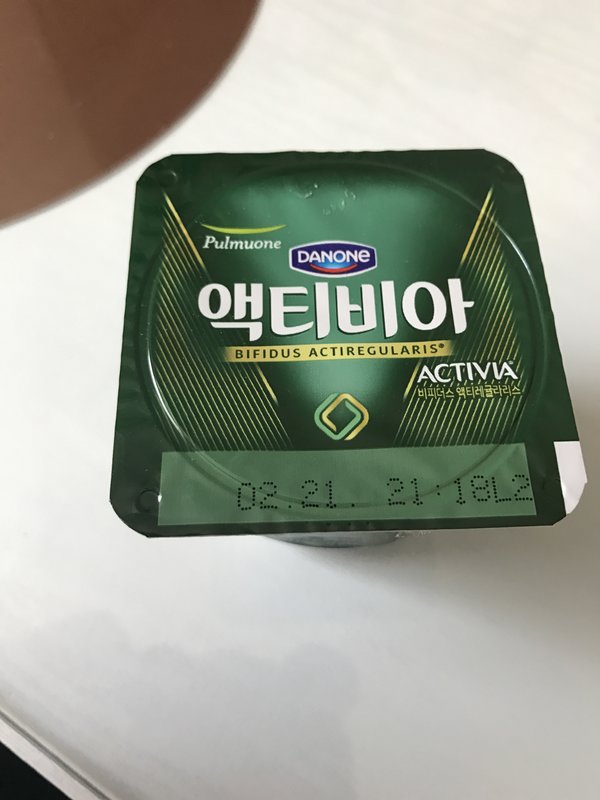 Pulmuone
DANONE
액티비아
BIFIDUS ACTIREGULARIS®
ACTIVIA®
비피더스 액티레귤라리스
02.21. 21:18L2